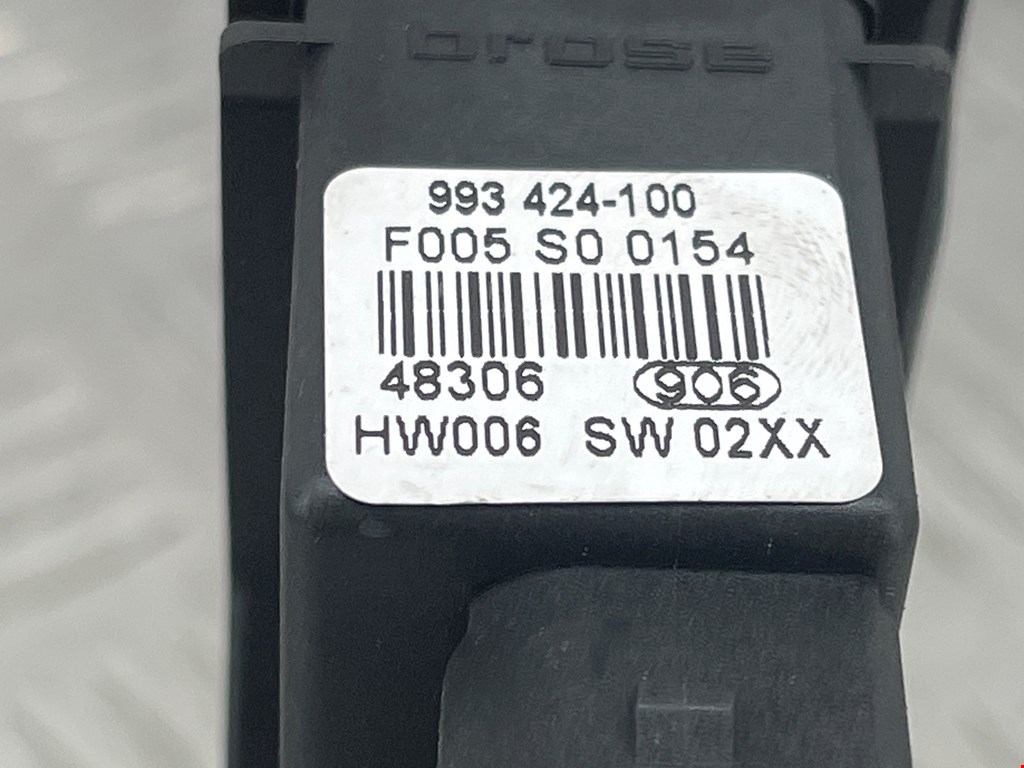 brose
993 424-100
F005 S0 0154
48306 906
HW006 SW 02XX